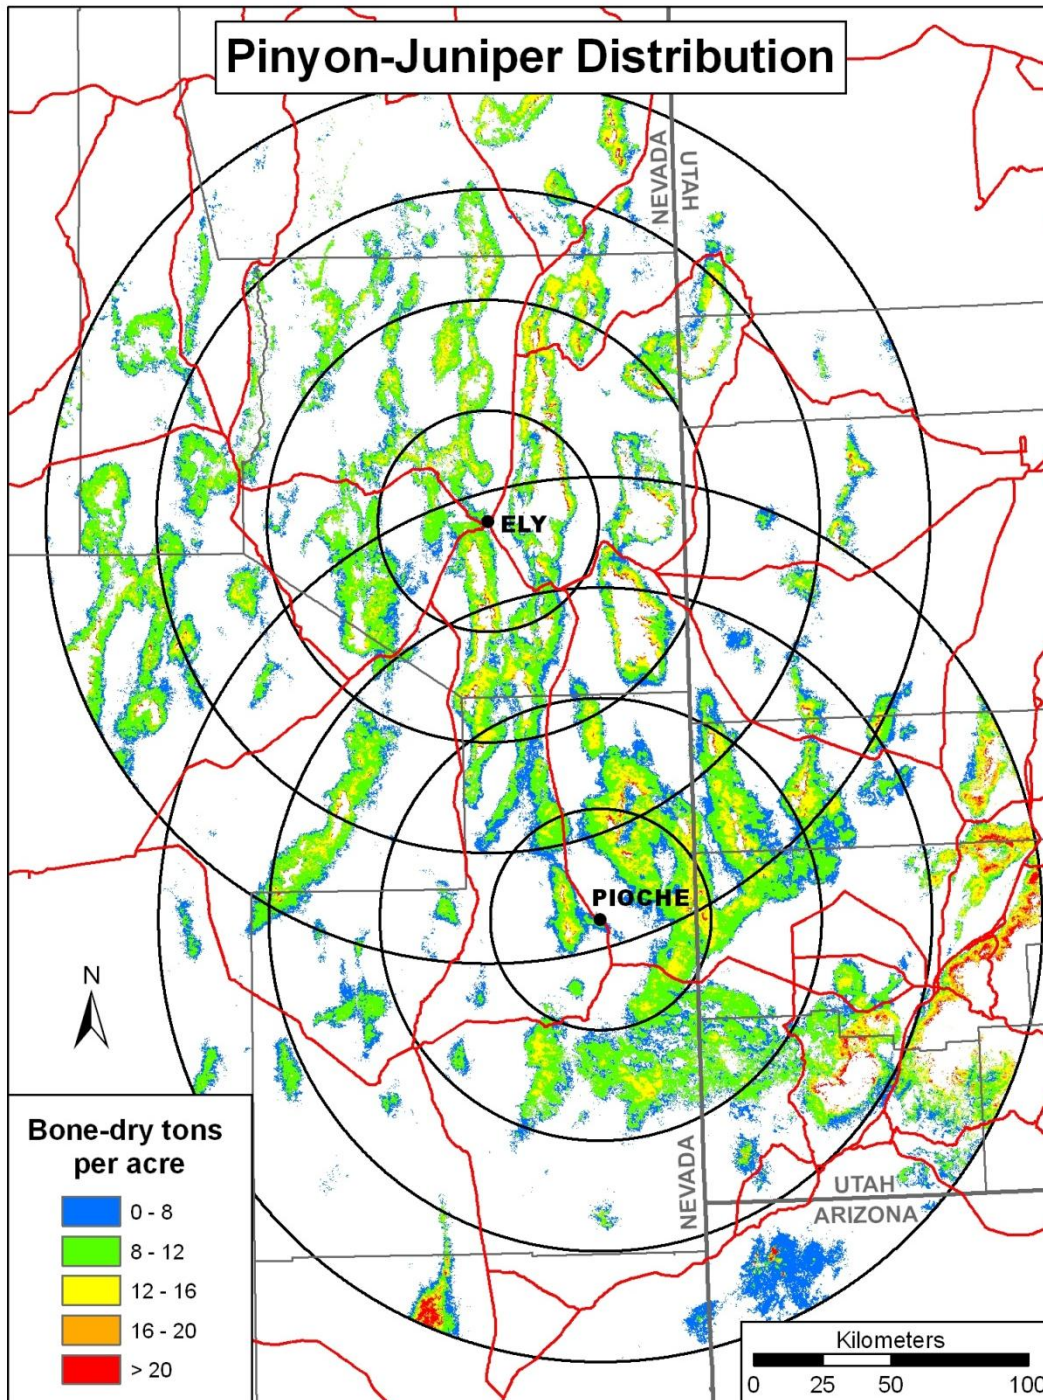 Pinyon-Juniper Distribution
NEVADA
UTAH
ELY
PIOCHE
N
NEVADA
UTAH
ARIZONA
Bone-dry tons
per acre
0 - 8
8 - 12
12 - 16
16 - 20
> 20
Kilometers
0 25 50 100